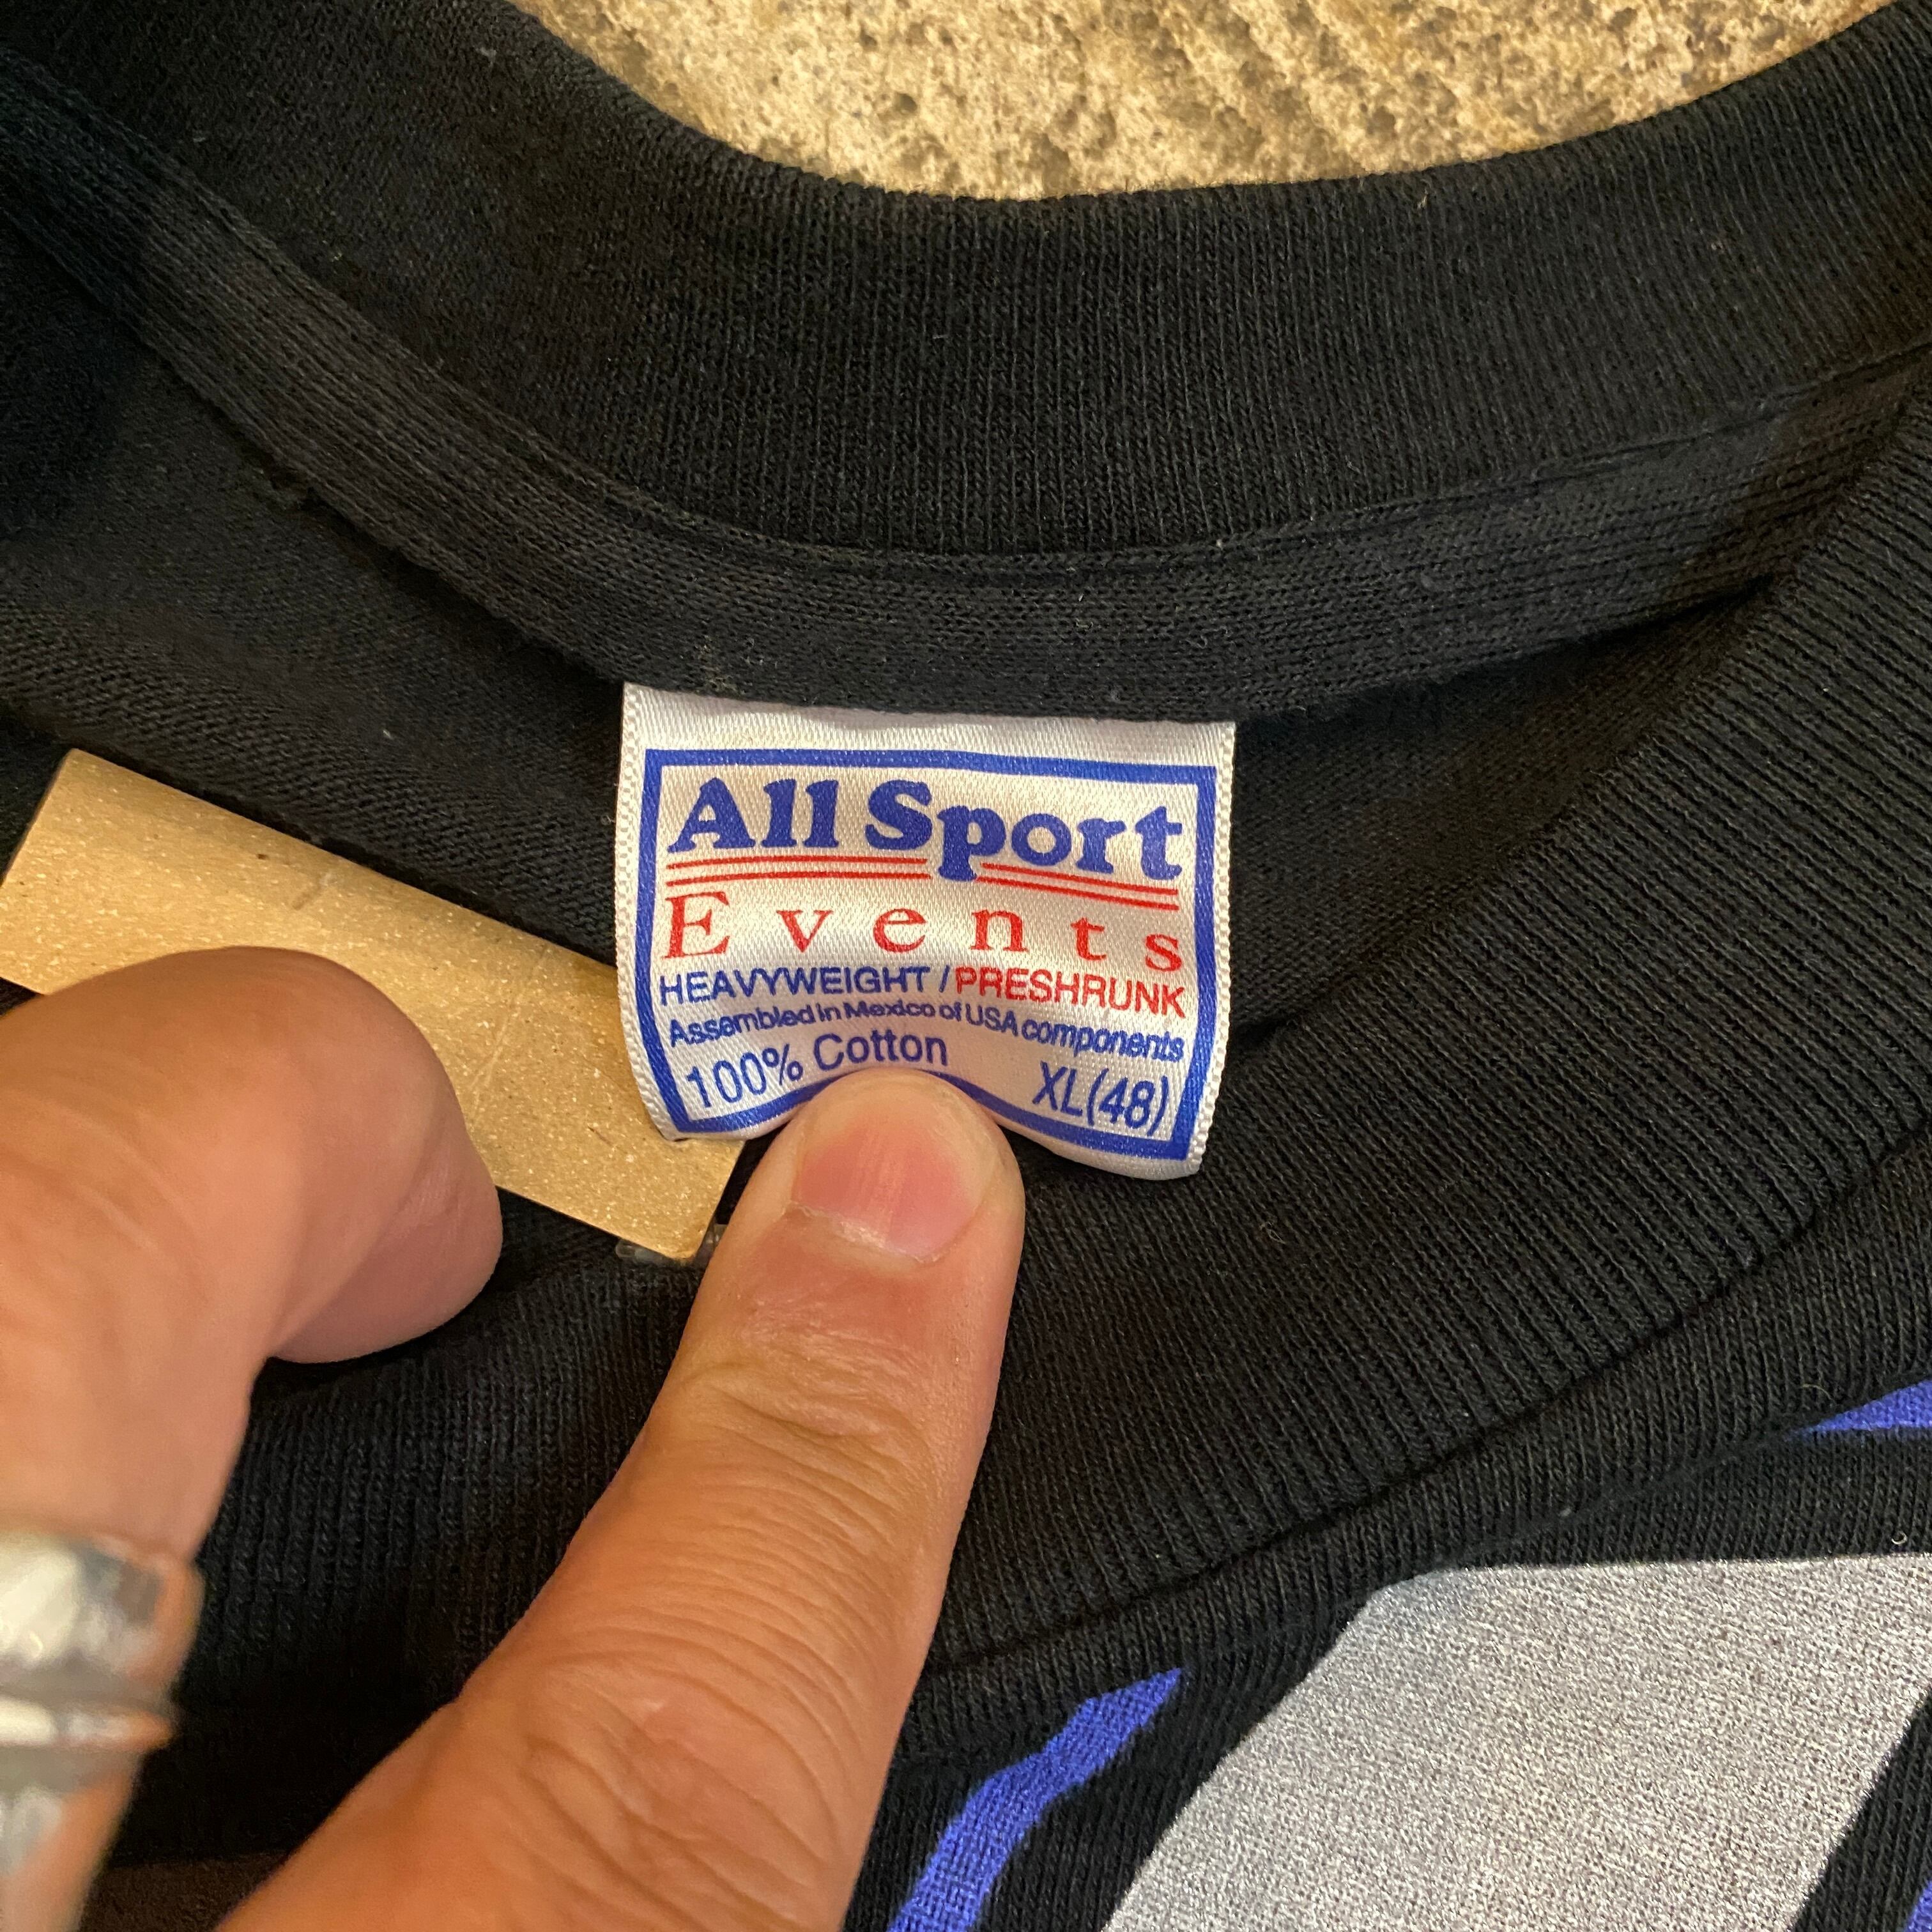 All Sport
Events
HEAVYWEIGHT / PRESHRUNK
Assembled in Mexico of USA components
100% Cotton XL(48)